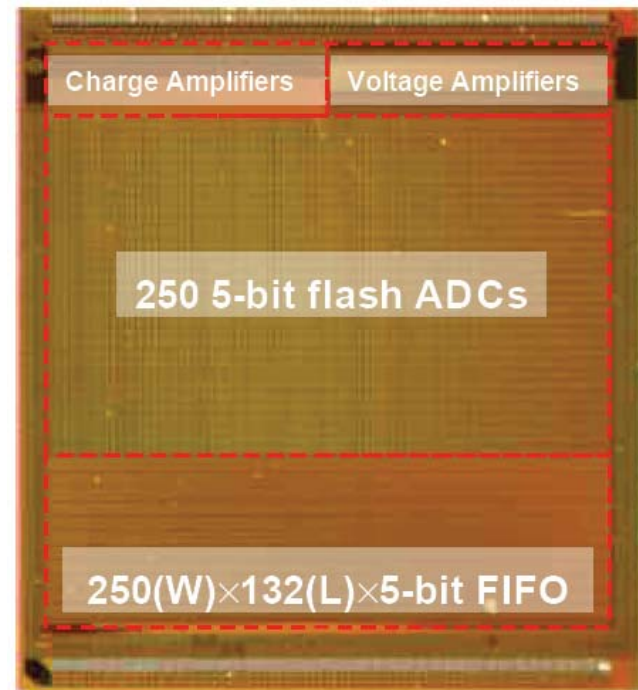 Charge Amplifiers
Voltage Amplifiers
250 5-bit flash ADCs
250(W)×132(L)×5-bit FIFO